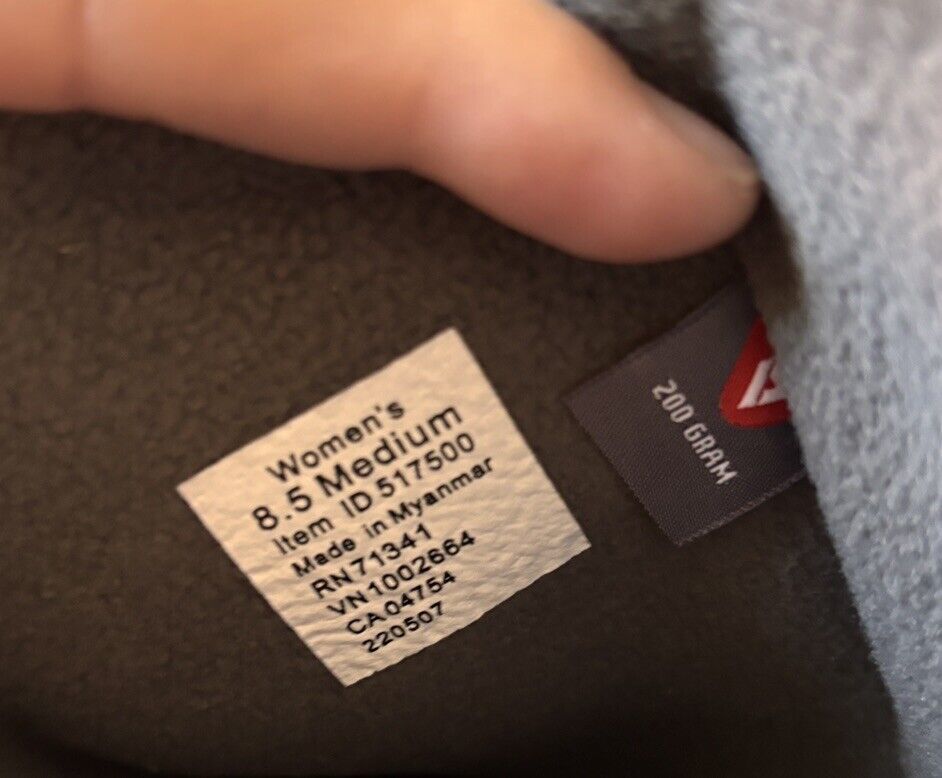 Women's
8.5 Medium
Item ID 517500
Made in Myanmar
RN71341
VN1002664
CA04754
220507
200 GRAM